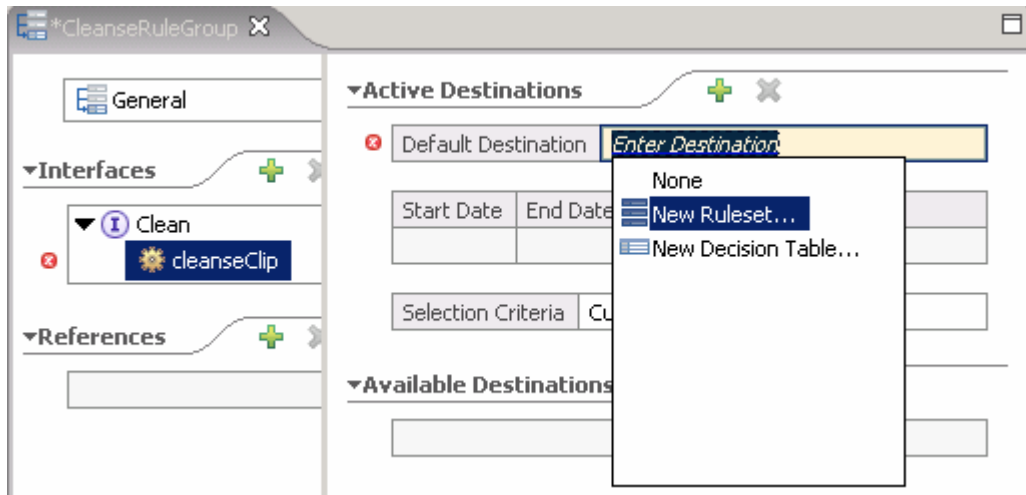 *CleanseRuleGroup
General
Interfaces
Clean
cleanseClip
References
Active Destinations
Default Destination Enter Destination
None
New Ruleset...
New Decision Table...
Start Date End Date
Selection Criteria Cu
Available Destinations